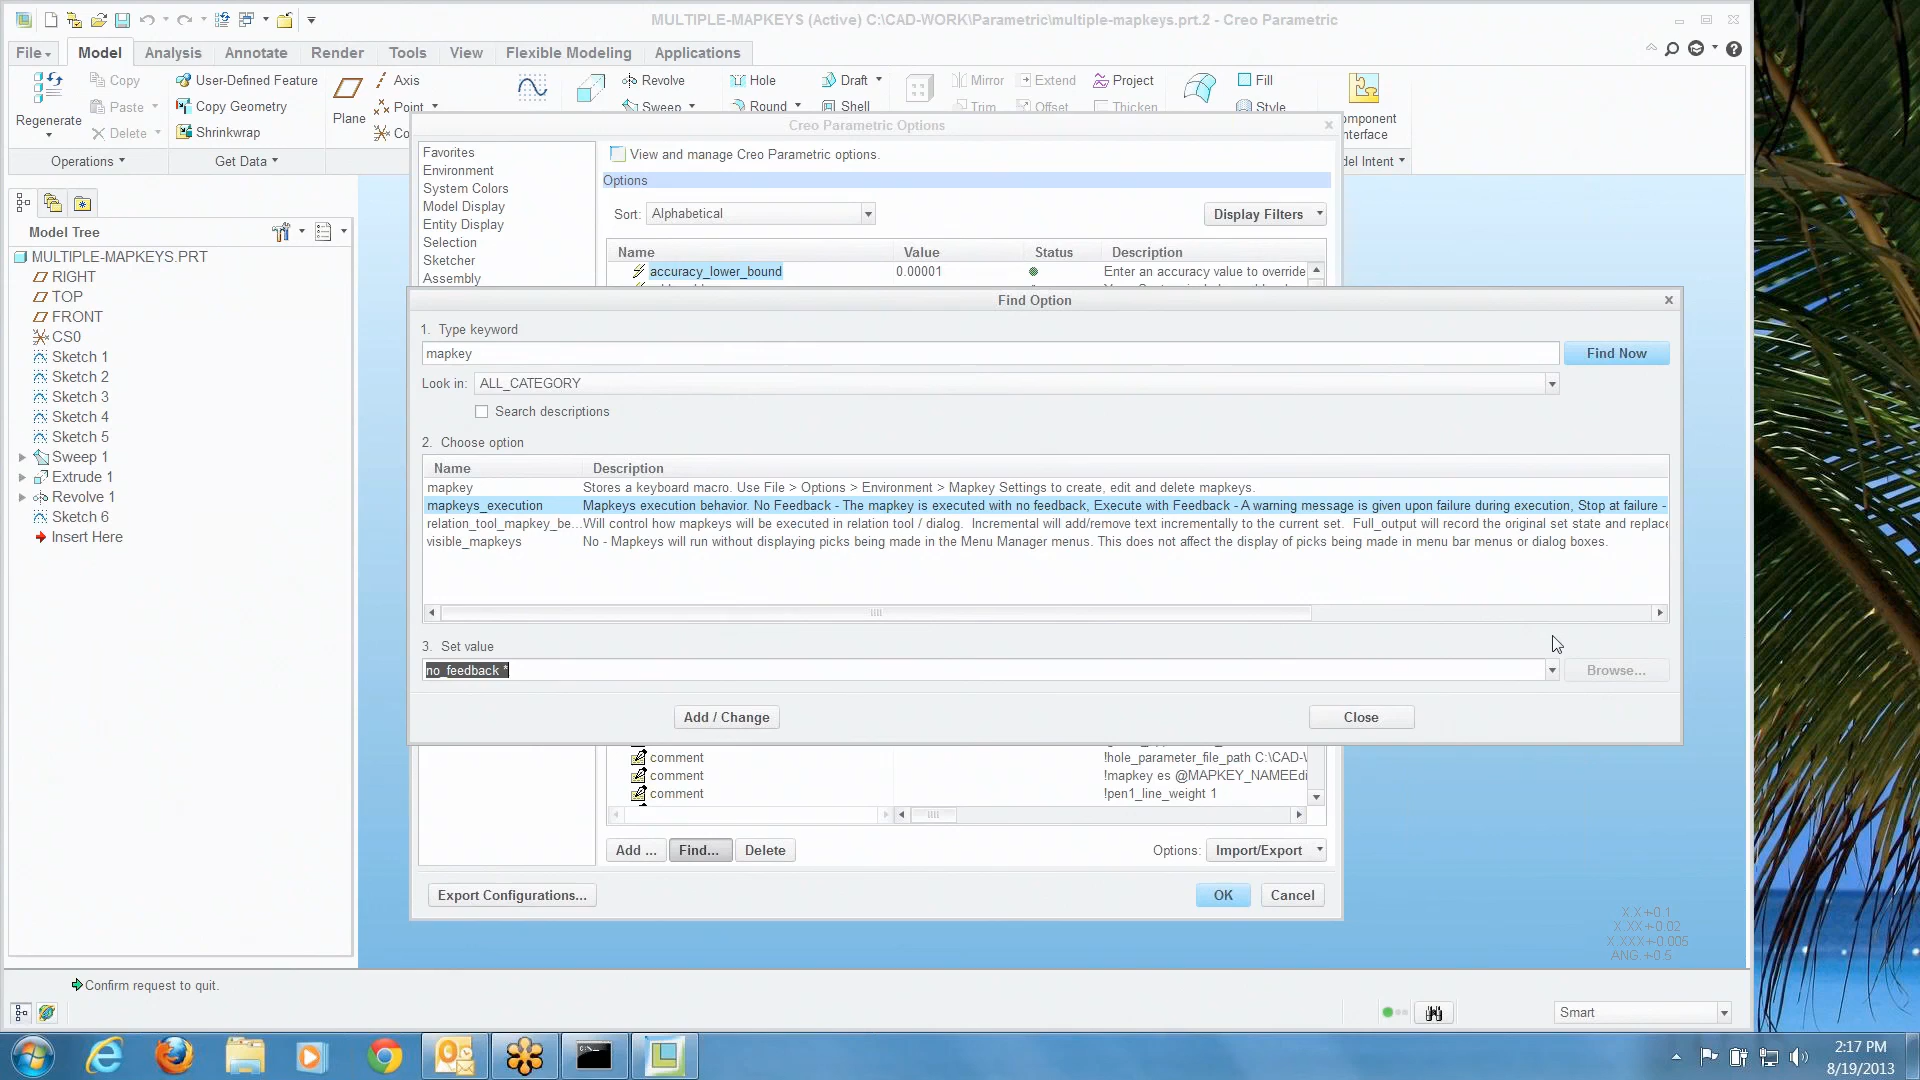 MULTIPLE-MAPKEYS (Active) C:\CAD-WORK\Parametric\multiple-mapkeys.prt.2 - Creo Parametric
File Model Analysis Annotate Render Tools View Flexible Modeling Applications
Regenerate
Copy
Paste
Delete
Operations
User-Defined Feature
Copy Geometry
Shrinkwrap
Get Data
Plane
Axis
Point
Revolve
Sweep
Hole
Round
Draft
Shell
Mirror
Trim
Extend
Offset
Project
Thicken
Fill
Style
Model Tree
MULTIPLE-MAPKEYS.PRT
RIGHT
TOP
FRONT
CS0
Sketch 1
Sketch 2
Sketch 3
Sketch 4
Sketch 5
Sweep 1
Extrude 1
Revolve 1
Sketch 6
Insert Here
Creo Parametric Options
Favorites
Environment
System Colors
Model Display
Entity Display
Selection
Sketcher
Assembly
View and manage Creo Parametric options.
Options
Sort: Alphabetical
Display Filters
Name Value Status Description
accuracy_lower_bound 0.00001 Enter an accuracy value to override
Find Option
1. Type keyword
mapkey
Find Now
Look in: ALL_CATEGORY
Search descriptions
2. Choose option
Name Description
mapkey Stores a keyboard macro. Use File > Options > Environment > Mapkey Settings to create, edit and delete mapkeys.
mapkeys_execution Mapkeys execution behavior. No Feedback - The mapkey is executed with no feedback, Execute with Feedback - A warning message is given upon failure during execution, Stop at failure -
relation_tool_mapkey_be... Will control how mapkeys will be executed in relation tool / dialog. Incremental will add/remove text incrementally to the current set. Full_output will record the original set state and replace
visible_mapkeys No - Mapkeys will run without displaying picks being made in the Menu Manager menus. This does not affect the display of picks being made in menu bar menus or dialog boxes.
3. Set value
no_feedback *
Browse...
Add / Change
Close
comment !hole_parameter_file_path C:\CAD-W
comment !mapkey es @MAPKEY_NAMEEdi
comment !pen1_line_weight 1
Add ... Find... Delete
Options: Import/Export
Export Configurations...
OK Cancel
X.X+-0.1
X.XX+-0.02
X.XXX+-0.005
ANG.+-0.5
Confirm request to quit.
Smart
2:17 PM
8/19/2013